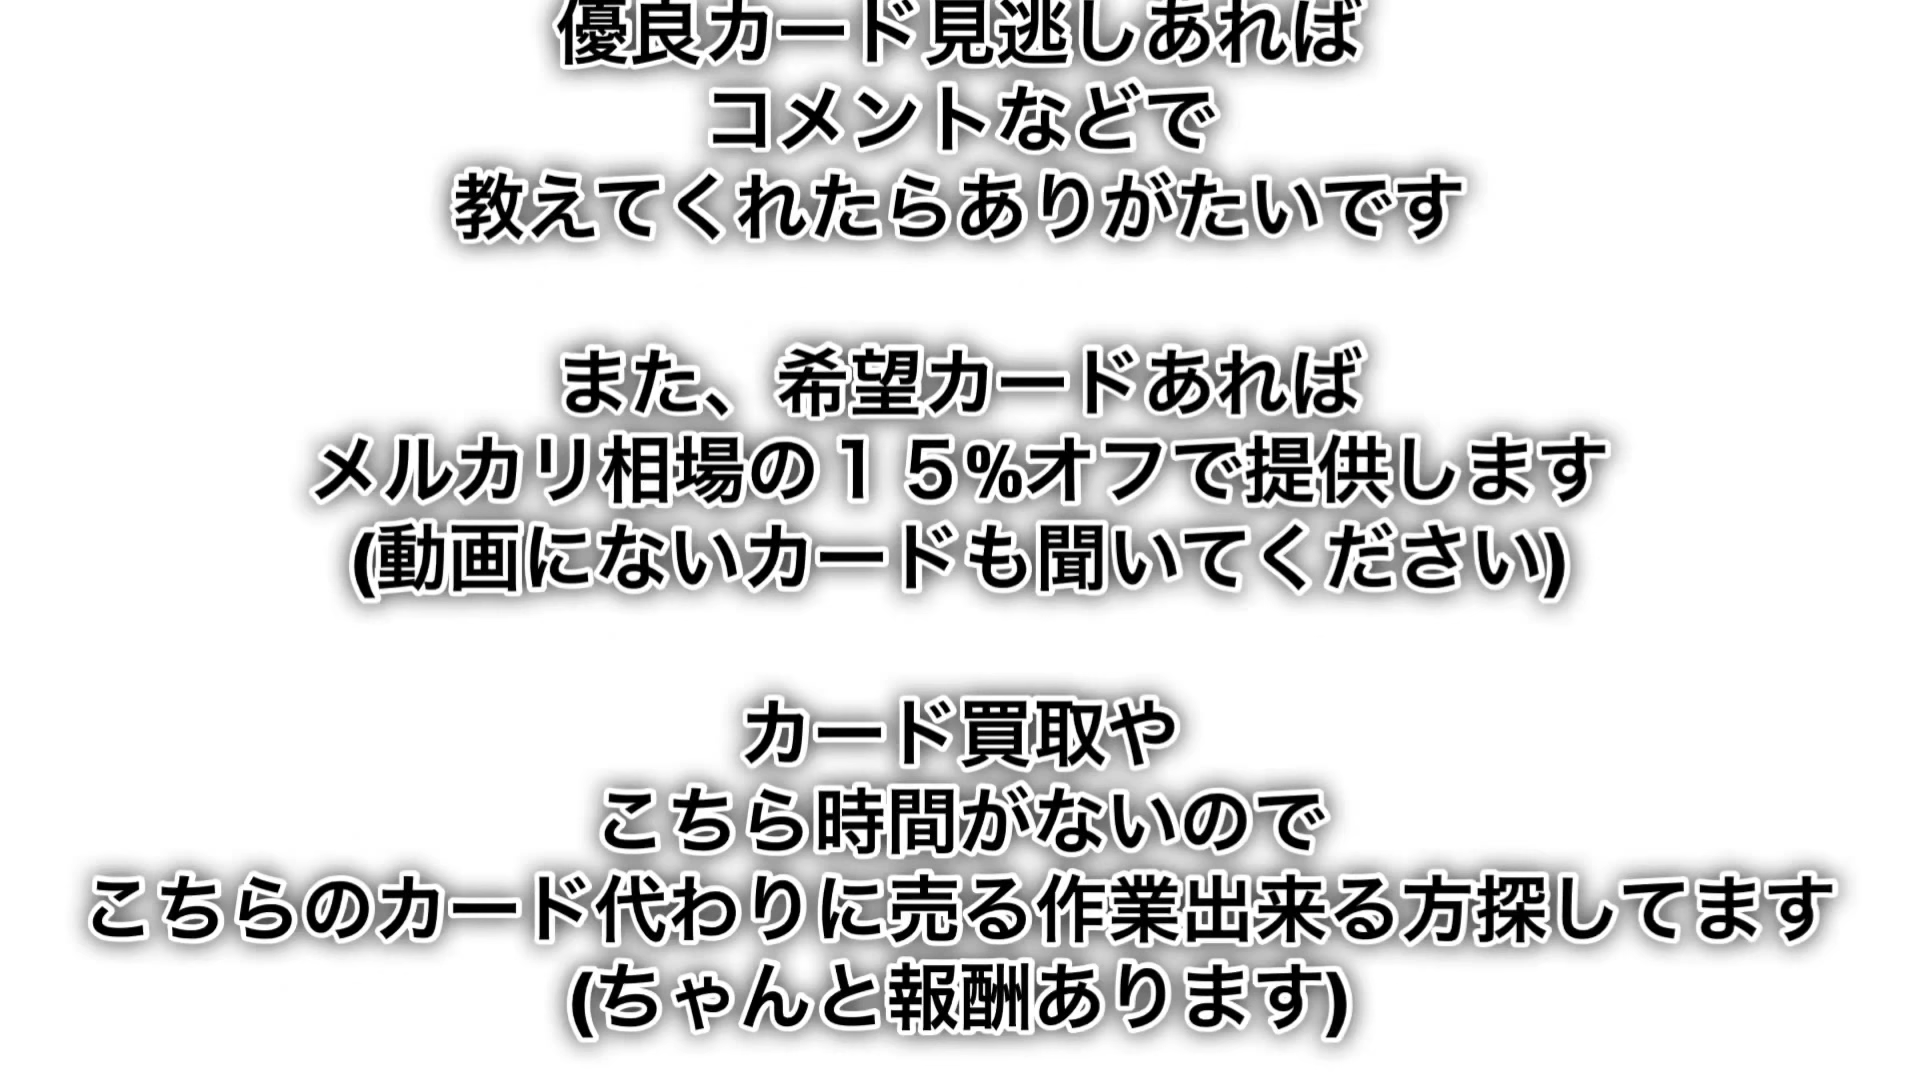 優良カード見逃しあれば
コメントなどで
教えてくれたらありがたいです
また、希望カードあれば
メルカリ相場の１５%オフで提供します
(動画にないカードも聞いてください)
カード買取や
こちら時間がないので
こちらのカード代わりに売る作業出来る方探してます
(ちゃんと報酬あります)